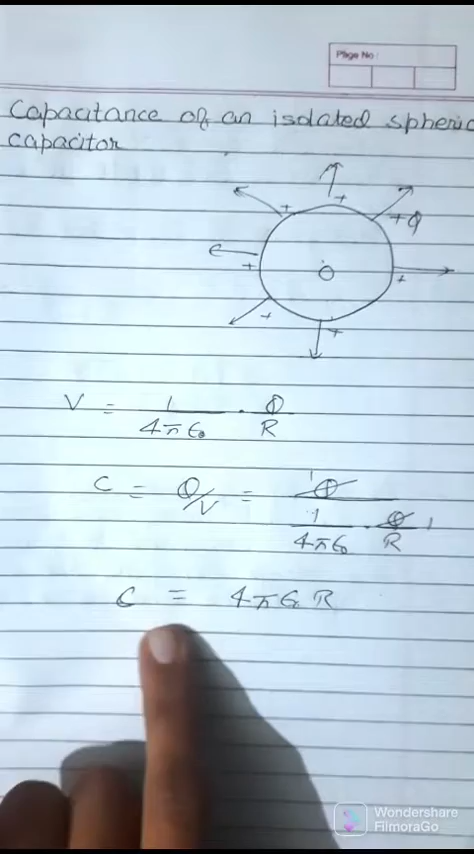 Page No :
Capacitance of an isolated spheric
capacitor
+ + + Q
+ O +
+ +
V = 1/4πε₀ · Q/R
C = Q/V = Q / (1/4πε₀ · Q/R)
C = 4πε₀R
Wondershare
FilmoraGo